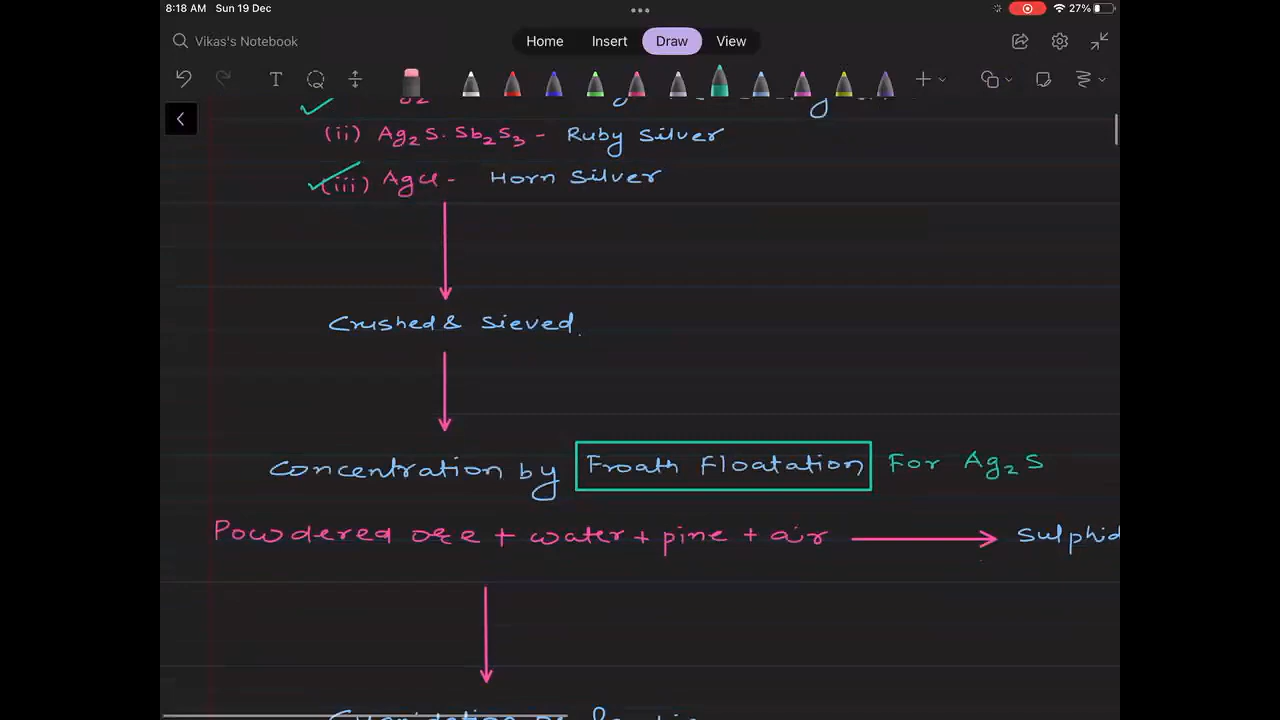 8:18 AM Sun 19 Dec
27%
Vikas's Notebook
Home Insert Draw View
(ii) Ag₂S. Sb₂S₃ - Ruby Silver
(iii) AgCl - Horn Silver
Crushed & Sieved.
Concentration by Froath Floatation For Ag₂S
Powdered ore + water + pine + air → Sulphid